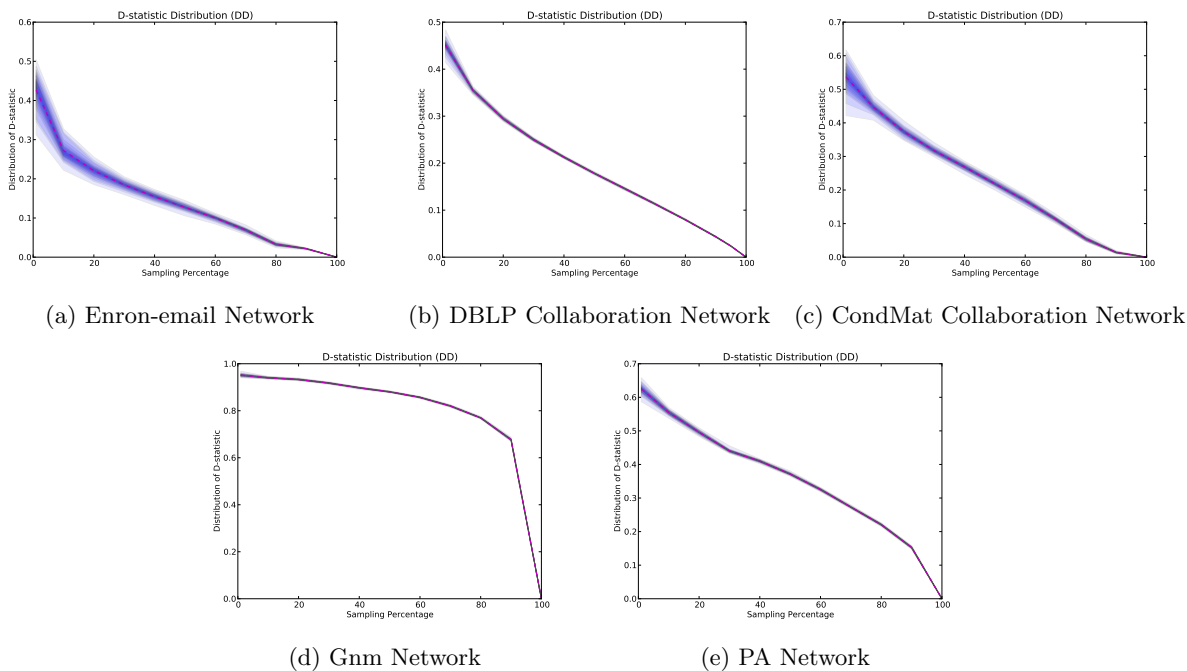 D-statistic Distribution (DD)
0.6
0.5
0.4
0.3
0.2
0.1
0.0
Distribution of D-statistic
0 20 40 60 80 100
Sampling Percentage
(a) Enron-email Network
D-statistic Distribution (DD)
0.5
0.4
0.3
0.2
0.1
0.0
Distribution of D-statistic
0 20 40 60 80 100
Sampling Percentage
(b) DBLP Collaboration Network
D-statistic Distribution (DD)
0.7
0.6
0.5
0.4
0.3
0.2
0.1
0.0
Distribution of D-statistic
0 20 40 60 80 100
Sampling Percentage
(c) CondMat Collaboration Network
D-statistic Distribution (DD)
1.0
0.8
0.6
0.4
0.2
0.0
Distribution of D-statistic
0 20 40 60 80 100
Sampling Percentage
(d) Gnm Network
D-statistic Distribution (DD)
0.7
0.6
0.5
0.4
0.3
0.2
0.1
0.0
Distribution of D-statistic
0 20 40 60 80 100
Sampling Percentage
(e) PA Network